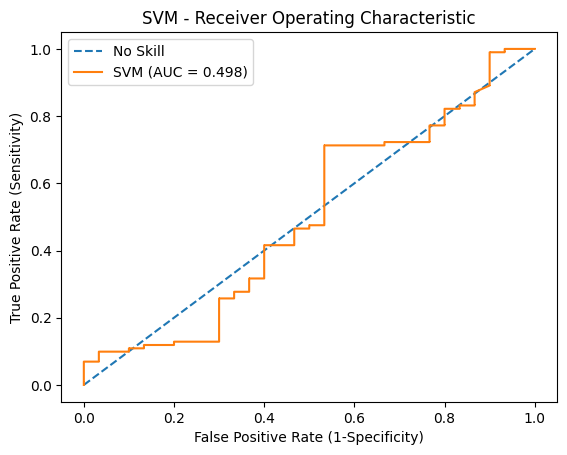 SVM - Receiver Operating Characteristic
No Skill
SVM (AUC = 0.498)
True Positive Rate (Sensitivity)
1.0
0.8
0.6
0.4
0.2
0.0
0.0 0.2 0.4 0.6 0.8 1.0
False Positive Rate (1-Specificity)